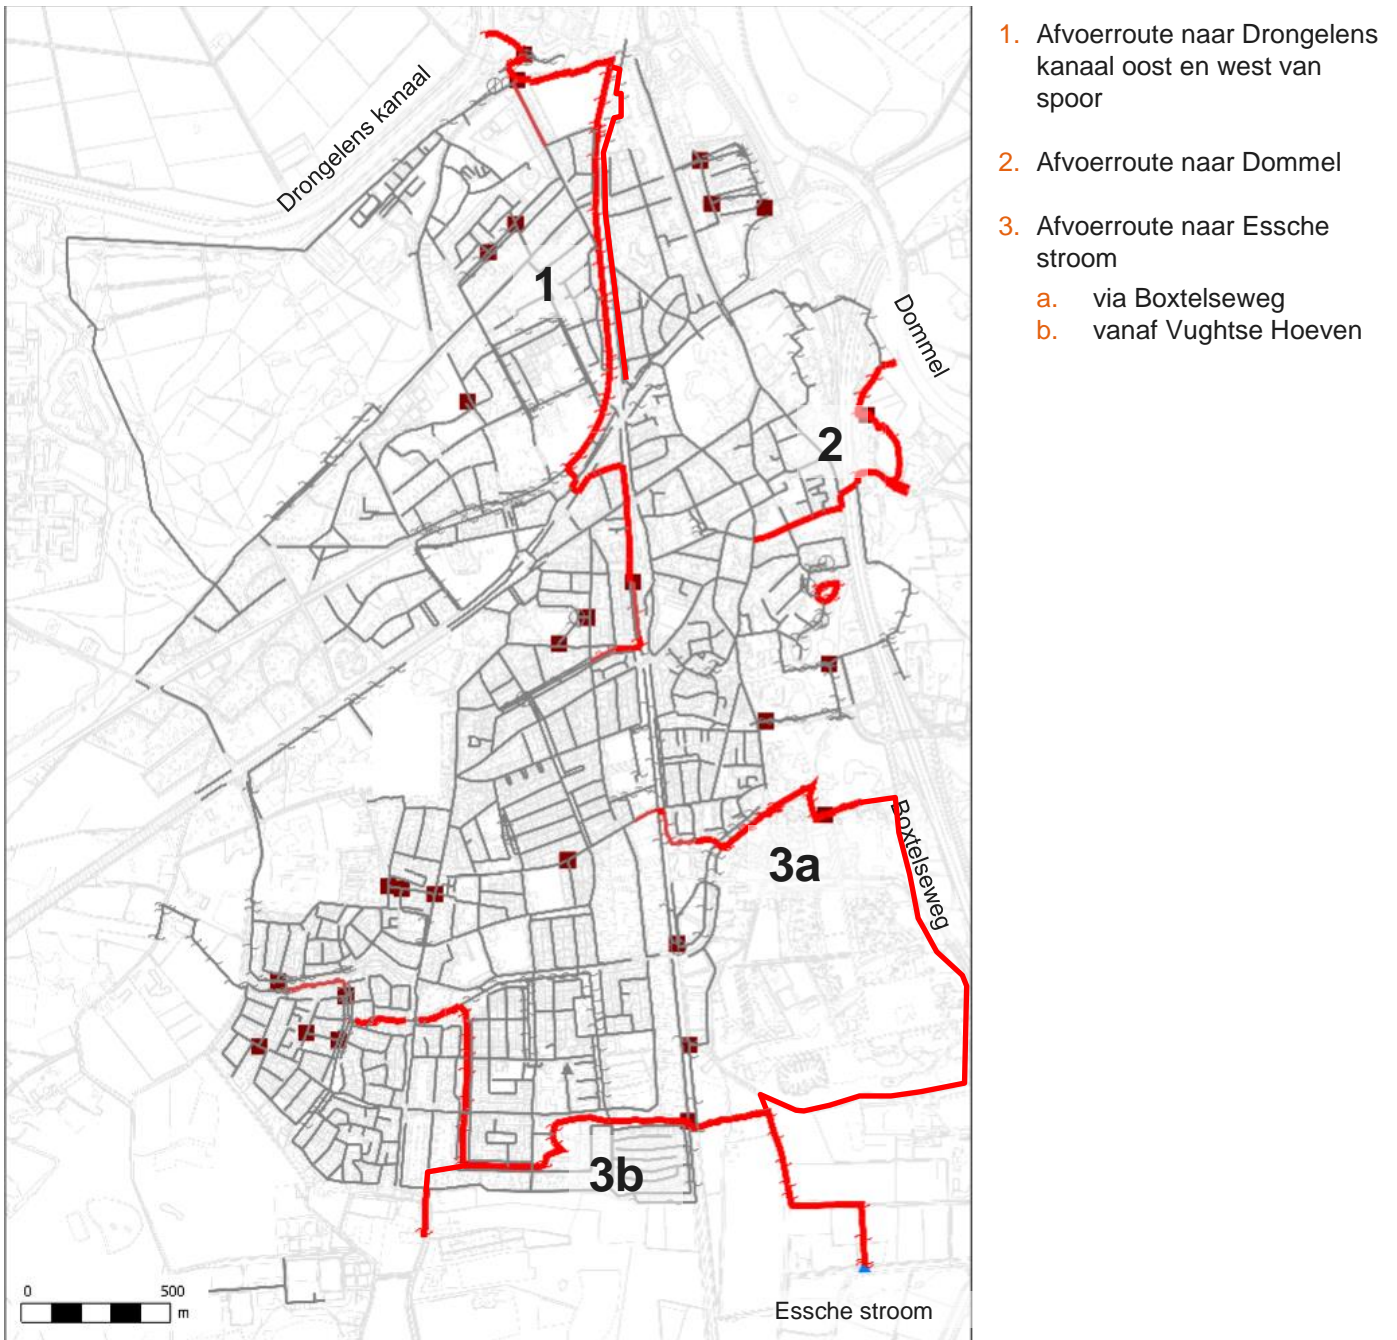 1. Afvoerroute naar Drongelens
kanaal oost en west van
spoor
2. Afvoerroute naar Dommel
3. Afvoerroute naar Essche
stroom
a. via Boxtelseweg
b. vanaf Vughtse Hoeven
Drongelens kanaal
1
Dommel
2
Boxtelseweg
3a
3b
0 500
m
Essche stroom